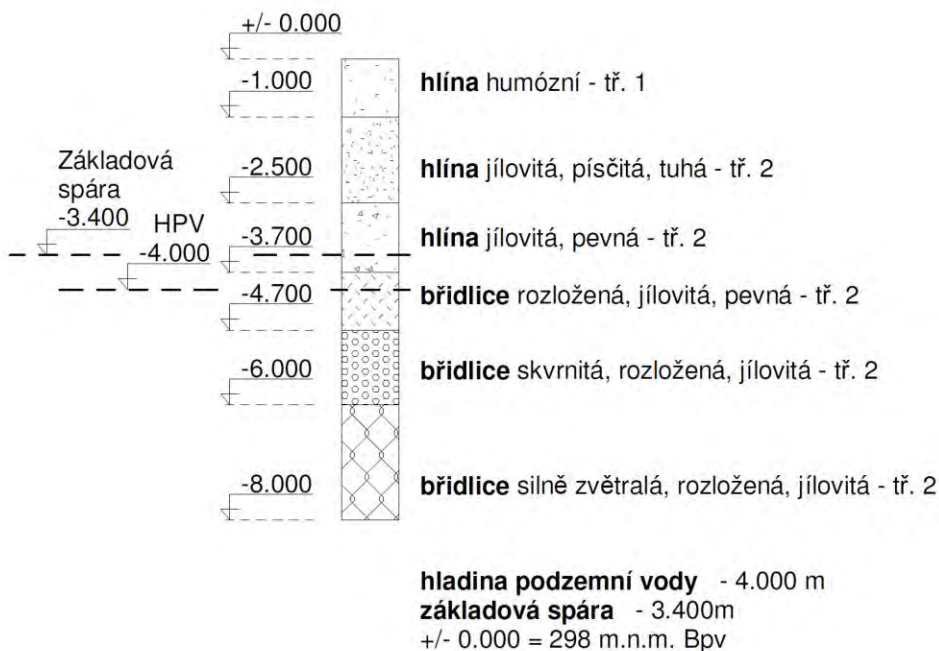 +/- 0.000
-1.000
hlína humózní - tř. 1
Základová
spára
-3.400
HPV
-4.000
-2.500
hlína jílovitá, písčitá, tuhá - tř. 2
-3.700
hlína jílovitá, pevná - tř. 2
-4.700
břidlice rozložená, jílovitá, pevná - tř. 2
-6.000
břidlice skvrnitá, rozložená, jílovitá - tř. 2
-8.000
břidlice silně zvětralá, rozložená, jílovitá - tř. 2
hladina podzemní vody - 4.000 m
základová spára - 3.400m
+/- 0.000 = 298 m.n.m. Bpv